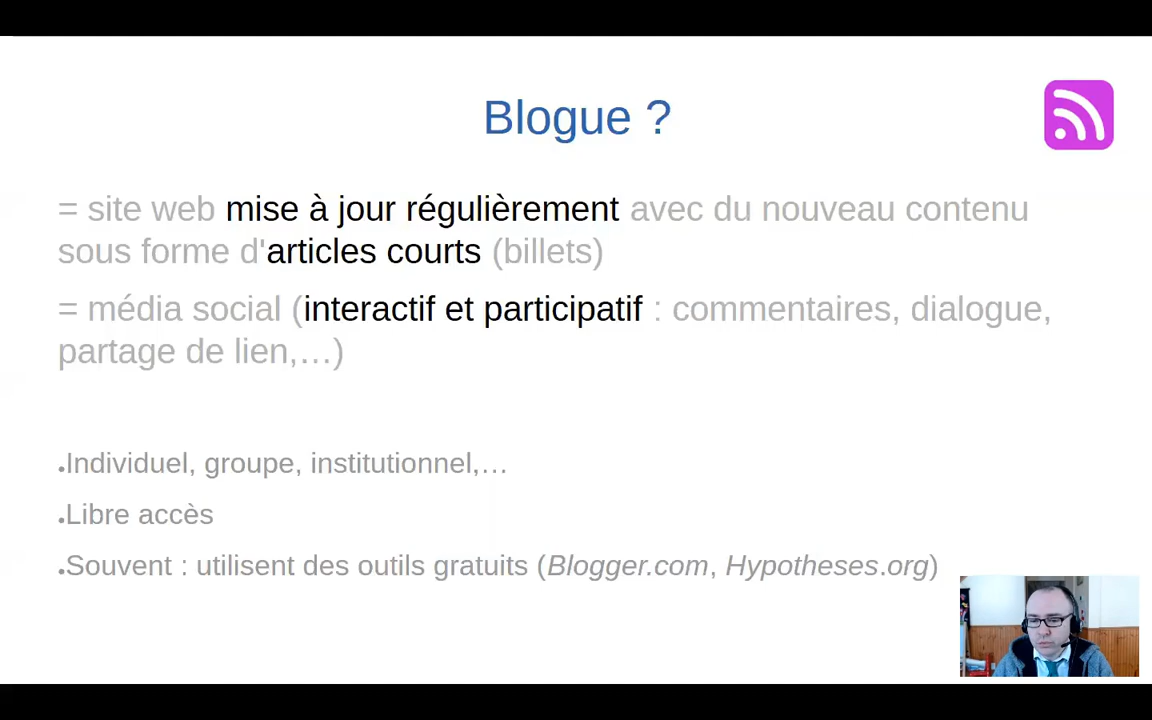 Blogue ?
= site web mise à jour régulièrement avec du nouveau contenu
sous forme d'articles courts (billets)
= média social (interactif et participatif : commentaires, dialogue,
partage de lien,…)
●Individuel, groupe, institutionnel,…
●Libre accès
●Souvent : utilisent des outils gratuits (Blogger.com, Hypotheses.org)